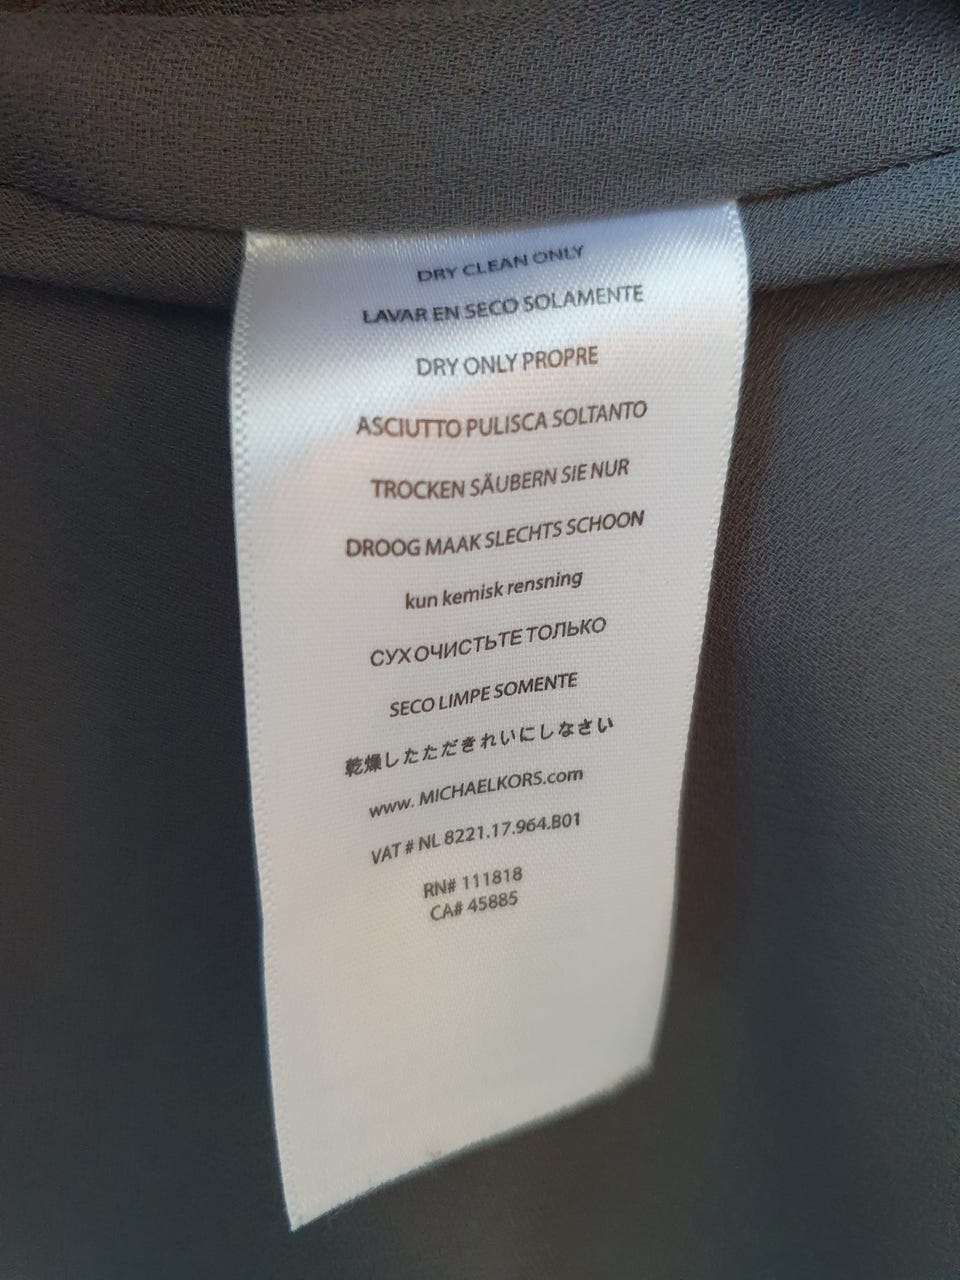 DRY CLEAN ONLY
LAVAR EN SECO SOLAMENTE
DRY ONLY PROPRE
ASCIUTTO PULISCA SOLTANTO
TROCKEN SÄUBERN SIE NUR
DROOG MAAK SLECHTS SCHOON
kun kemisk rensning
СУХ ОЧИСТЬТЕ ТОЛЬКО
SECO LIMPE SOMENTE
乾燥したただきれいにしなさい
www. MICHAELKORS.com
VAT # NL 8221.17.964.B01
RN# 111818
CA# 45885